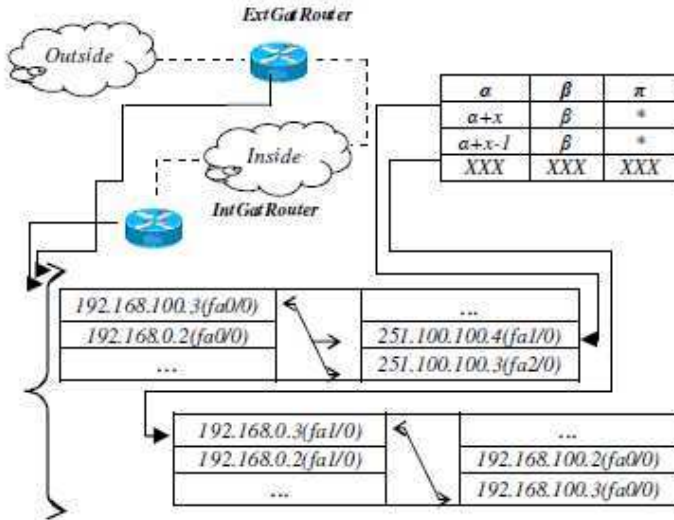 ExtGatRouter
Outside
Inside
IntGatRouter
α β π
α+x β *
α+x-1 β *
XXX XXX XXX
192.168.100.3(fa0/0) ...
192.168.0.2(fa0/0) 251.100.100.4(fa1/0)
... 251.100.100.3(fa2/0)
192.168.0.3(fa1/0) ...
192.168.0.2(fa1/0) 192.168.100.2(fa0/0)
... 192.168.100.3(fa0/0)